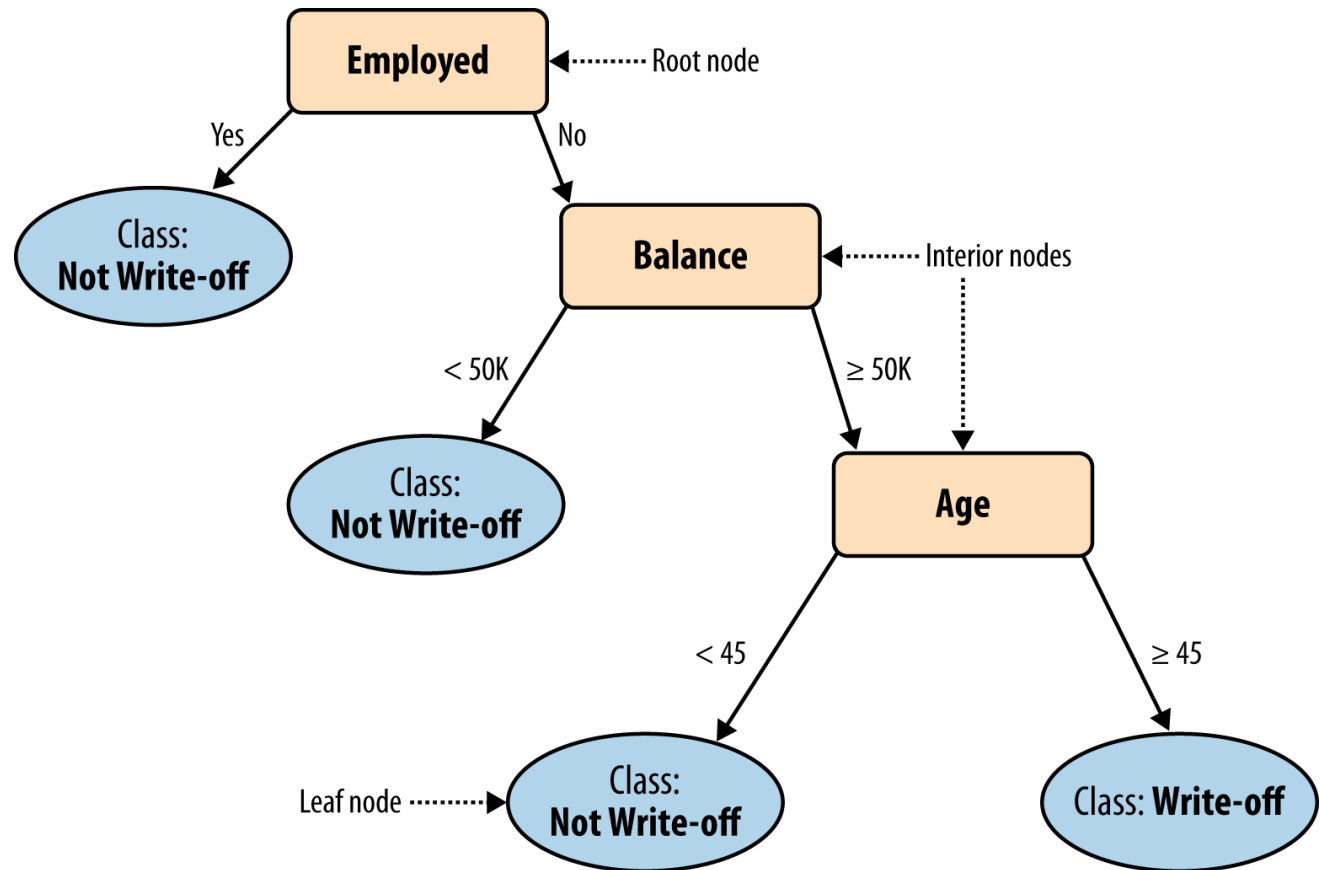 Employed
Root node
Yes
No
Class:
Not Write-off
Balance
Interior nodes
< 50K
≥ 50K
Class:
Not Write-off
Age
< 45
≥ 45
Leaf node
Class:
Not Write-off
Class: Write-off